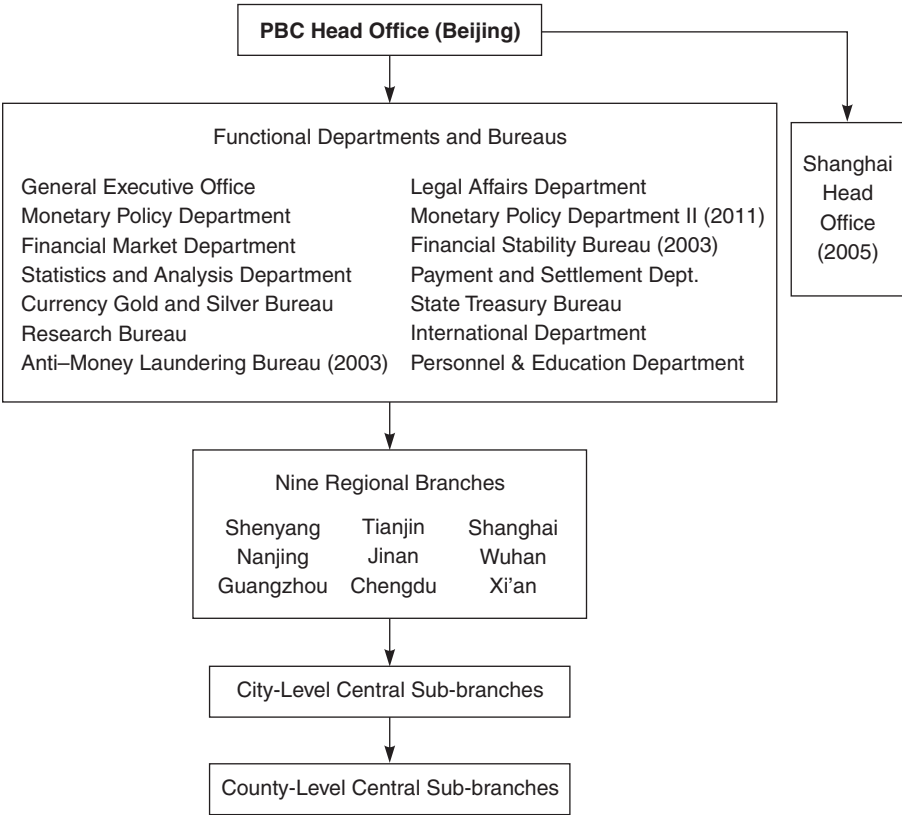 PBC Head Office (Beijing)
Functional Departments and Bureaus
General Executive Office
Monetary Policy Department
Financial Market Department
Statistics and Analysis Department
Currency Gold and Silver Bureau
Research Bureau
Anti–Money Laundering Bureau (2003)
Legal Affairs Department
Monetary Policy Department II (2011)
Financial Stability Bureau (2003)
Payment and Settlement Dept.
State Treasury Bureau
International Department
Personnel & Education Department
Shanghai
Head
Office
(2005)
Nine Regional Branches
Shenyang Tianjin Shanghai
Nanjing Jinan Wuhan
Guangzhou Chengdu Xi’an
City-Level Central Sub-branches
County-Level Central Sub-branches